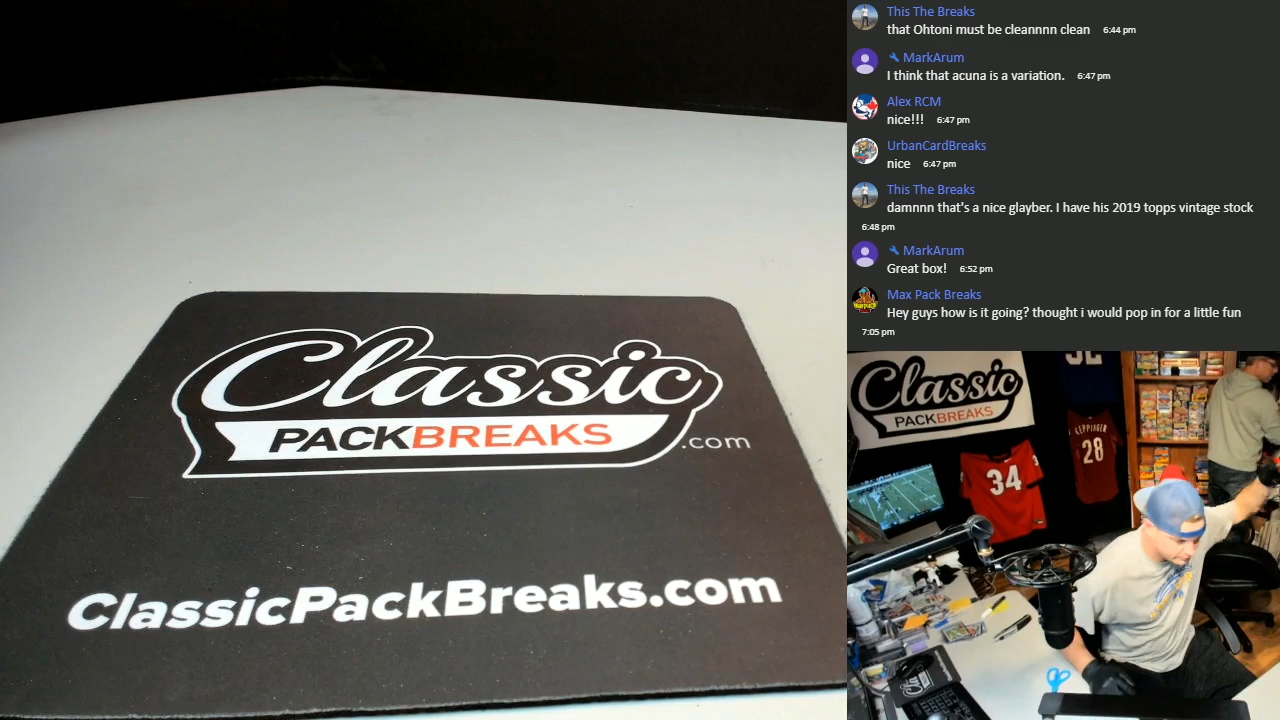 Classic
PACKBREAKS
.com
ClassicPackBreaks.com
This The Breaks
that Ohtoni must be cleannnn clean 6:44 pm
MarkArum
I think that acuna is a variation. 6:47 pm
Alex RCM
nice!!! 6:47 pm
UrbanCardBreaks
nice 6:47 pm
This The Breaks
damnnn that's a nice glayber. I have his 2019 topps vintage stock
6:48 pm
MarkArum
Great box! 6:52 pm
Max Pack Breaks
Hey guys how is it going? thought i would pop in for a little fun
7:05 pm
Classic
PACKBREAKS
34
KEPPINGER
28